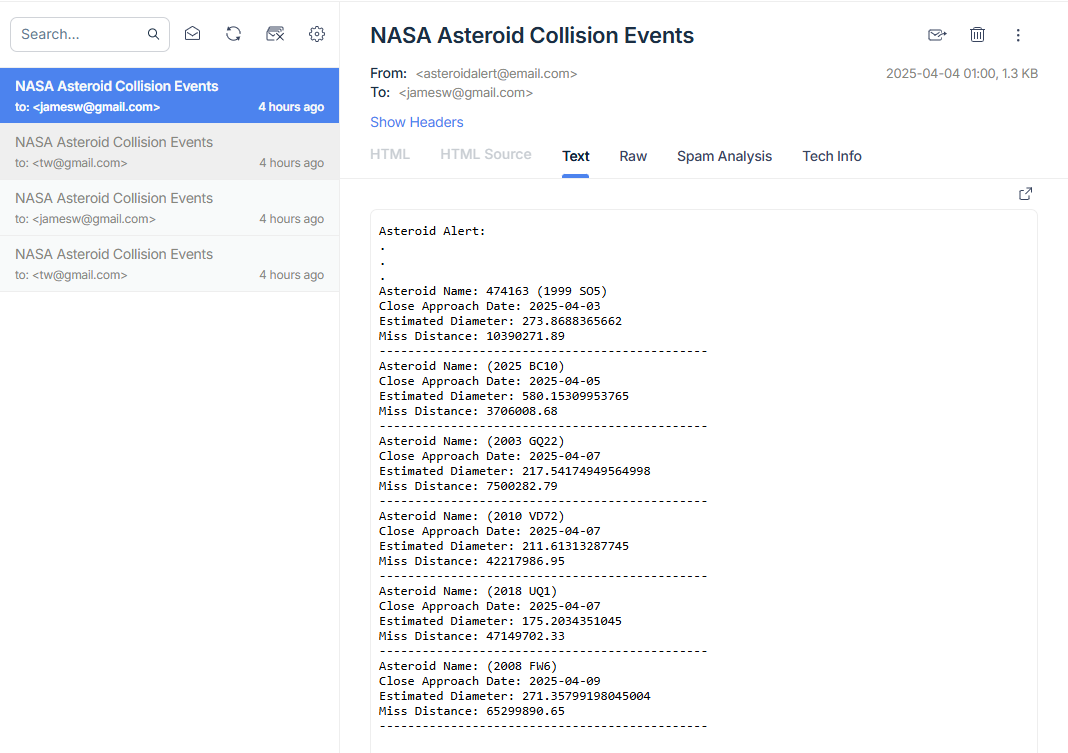 Search...
NASA Asteroid Collision Events
to: <jamesw@gmail.com> 4 hours ago
NASA Asteroid Collision Events
to: <tw@gmail.com> 4 hours ago
NASA Asteroid Collision Events
to: <jamesw@gmail.com> 4 hours ago
NASA Asteroid Collision Events
to: <tw@gmail.com> 4 hours ago
NASA Asteroid Collision Events
From: <asteroidalert@email.com> 2025-04-04 01:00, 1.3 KB
To: <jamesw@gmail.com>
Show Headers
HTML HTML Source Text Raw Spam Analysis Tech Info
Asteroid Alert:
.
.
.
Asteroid Name: 474163 (1999 SO5)
Close Approach Date: 2025-04-03
Estimated Diameter: 273.8688365662
Miss Distance: 10390271.89
----------------------------------------------
Asteroid Name: (2025 BC10)
Close Approach Date: 2025-04-05
Estimated Diameter: 580.15309953765
Miss Distance: 3706008.68
----------------------------------------------
Asteroid Name: (2003 GQ22)
Close Approach Date: 2025-04-07
Estimated Diameter: 217.54174949564998
Miss Distance: 7500282.79
----------------------------------------------
Asteroid Name: (2010 VD72)
Close Approach Date: 2025-04-07
Estimated Diameter: 211.61313287745
Miss Distance: 42217986.95
----------------------------------------------
Asteroid Name: (2018 UQ1)
Close Approach Date: 2025-04-07
Estimated Diameter: 175.2034351045
Miss Distance: 47149702.33
----------------------------------------------
Asteroid Name: (2008 FW6)
Close Approach Date: 2025-04-09
Estimated Diameter: 271.35799198045004
Miss Distance: 65299890.65
----------------------------------------------